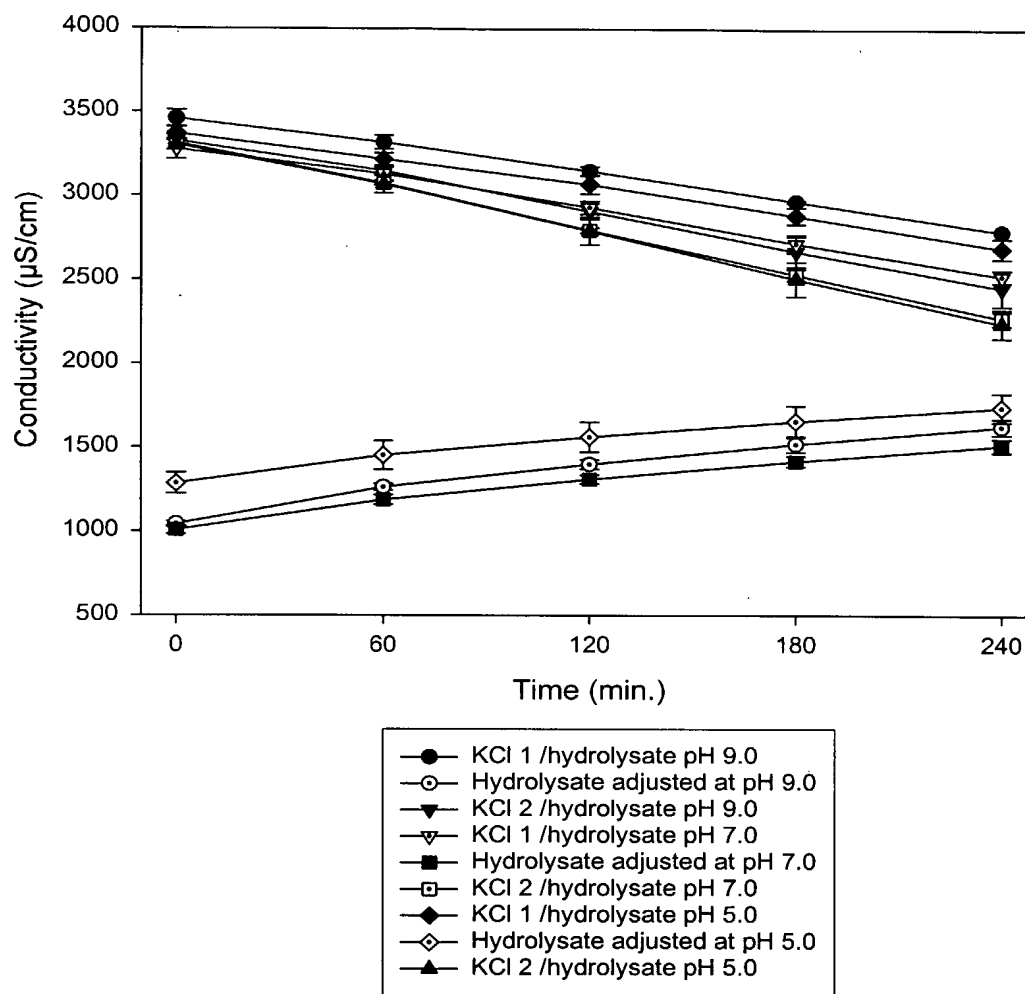 4000
3500
3000
2500
2000
1500
1000
500
Conductivity (µS/cm)
0 60 120 180 240
Time (min.)
KCl 1 /hydrolysate pH 9.0
Hydrolysate adjusted at pH 9.0
KCl 2 /hydrolysate pH 9.0
KCl 1 /hydrolysate pH 7.0
Hydrolysate adjusted at pH 7.0
KCl 2 /hydrolysate pH 7.0
KCl 1 /hydrolysate pH 5.0
Hydrolysate adjusted at pH 5.0
KCl 2 /hydrolysate pH 5.0